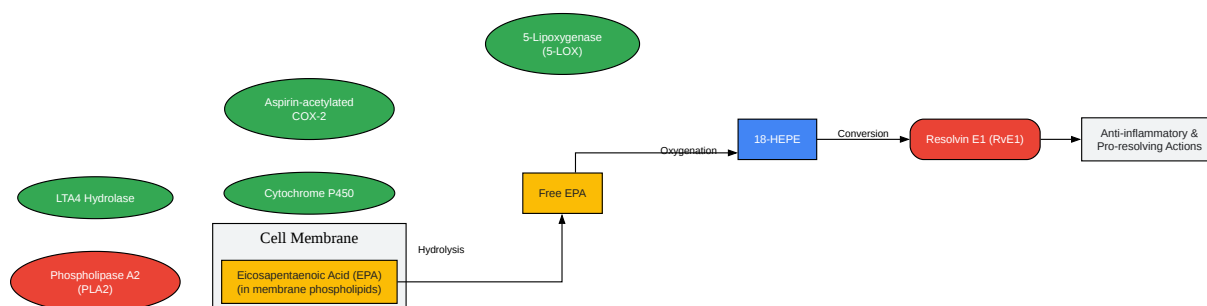 5-Lipoxygenase
(5-LOX)
Aspirin-acetylated
COX-2
18-HEPE
Conversion
Resolvin E1 (RvE1)
Anti-inflammatory &
Pro-resolving Actions
Oxygenation
LTA4 Hydrolase
Cytochrome P450
Free EPA
Cell Membrane
Hydrolysis
Phospholipase A2
(PLA2)
Eicosapentaenoic Acid (EPA)
(in membrane phospholipids)